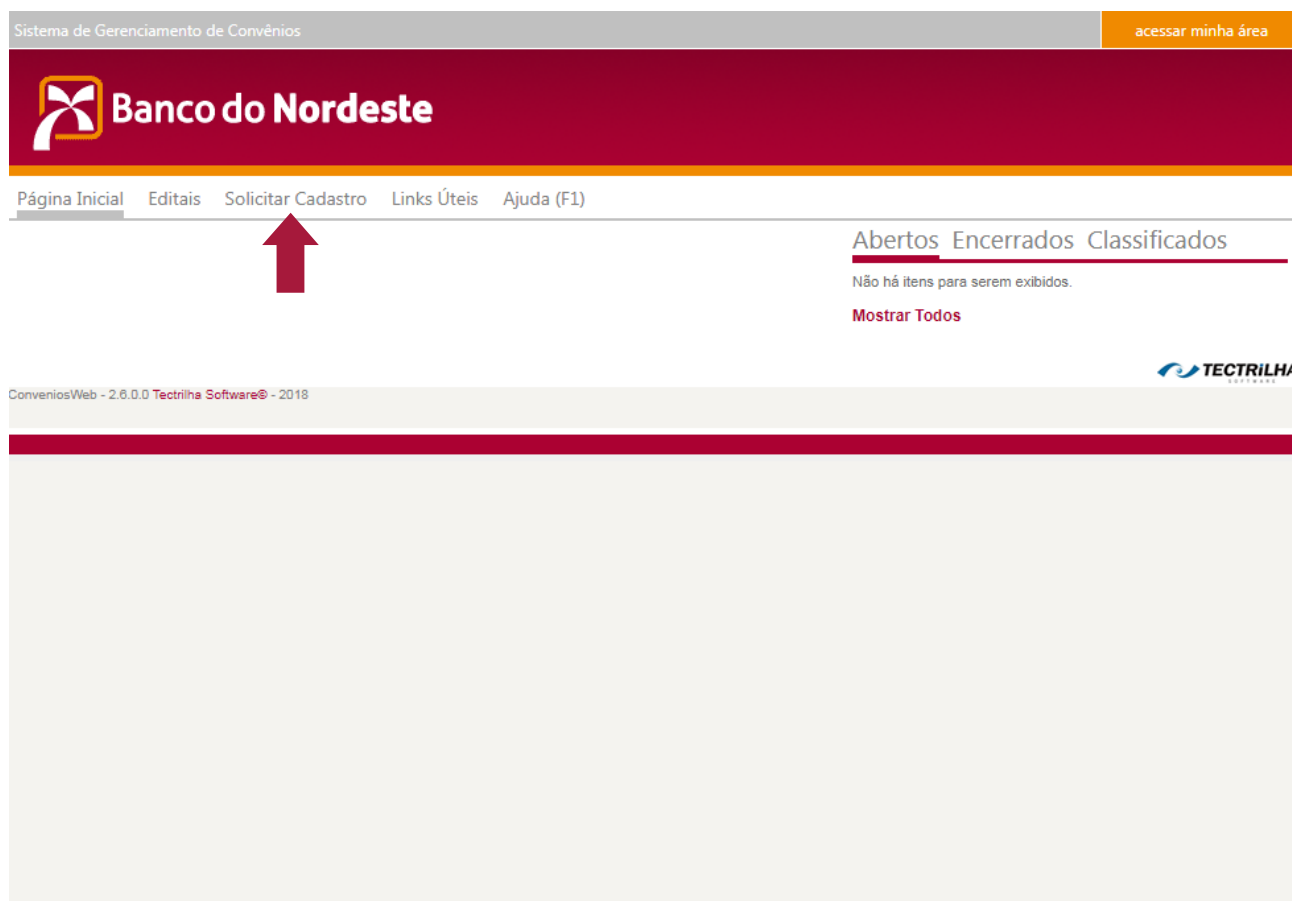 Sistema de Gerenciamento de Convênios
acessar minha área
Banco do Nordeste
Página Inicial Editais Solicitar Cadastro Links Úteis Ajuda (F1)
Abertos Encerrados Classificados
Não há itens para serem exibidos.
Mostrar Todos
TECTRiLHA
SOFTWARE
ConveniosWeb - 2.6.0.0 Tectrilha Software© - 2018